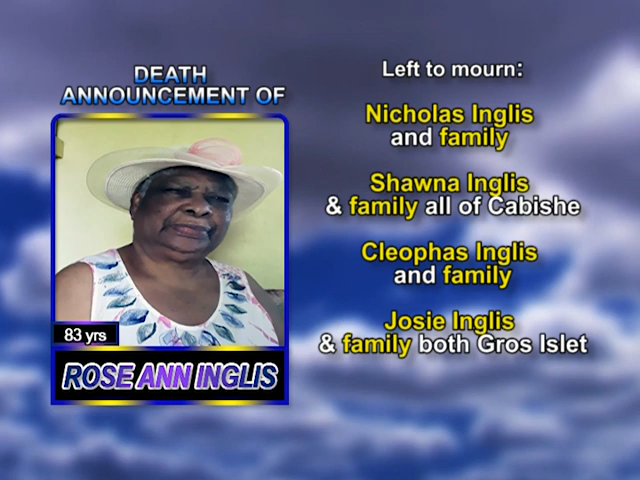 DEATH
ANNOUNCEMENT OF
83 yrs
ROSE ANN INGLIS
Left to mourn:
Nicholas Inglis
and family
Shawna Inglis
& family all of Cabishe
Cleophas Inglis
and family
Josie Inglis
& family both Gros Islet